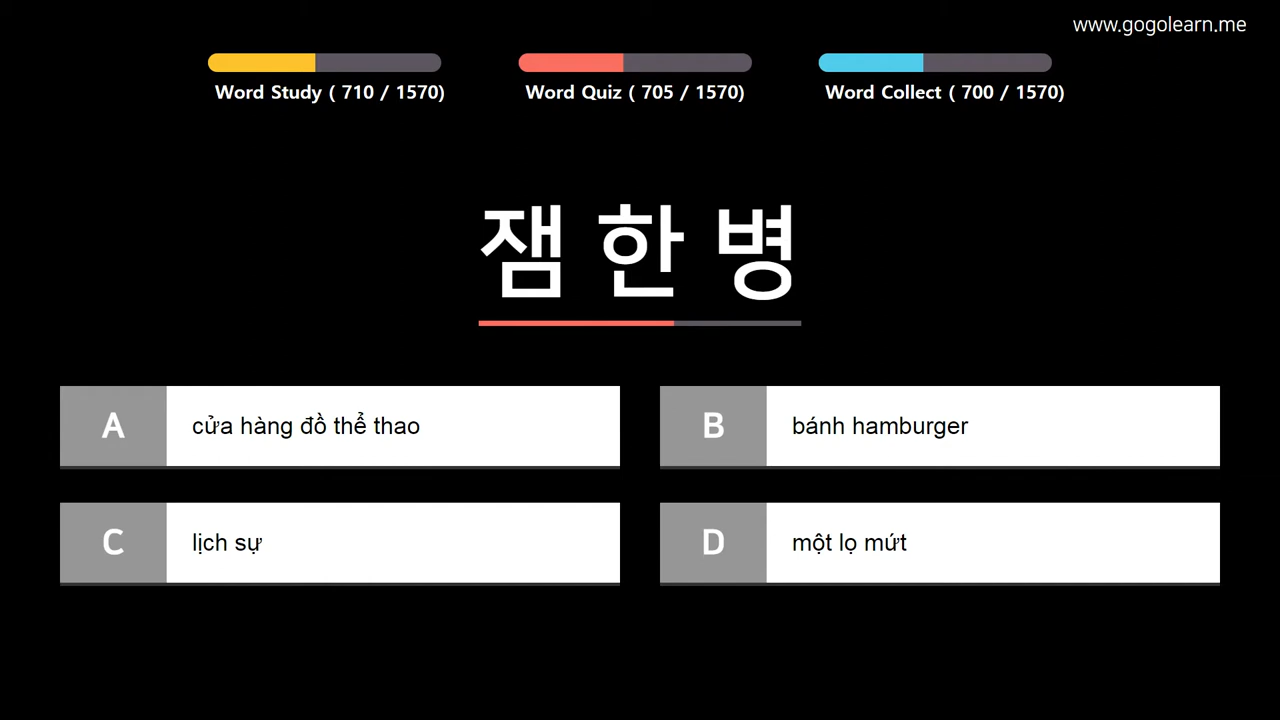 www.gogolearn.me
Word Study ( 710 / 1570)
Word Quiz ( 705 / 1570)
Word Collect ( 700 / 1570)
잼 한 병
A
cửa hàng đồ thể thao
B
bánh hamburger
C
lịch sự
D
một lọ mứt